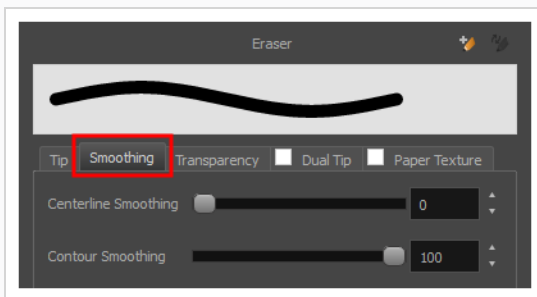 Eraser
Tip Smoothing Transparency Dual Tip Paper Texture
Centerline Smoothing 0
Contour Smoothing 100